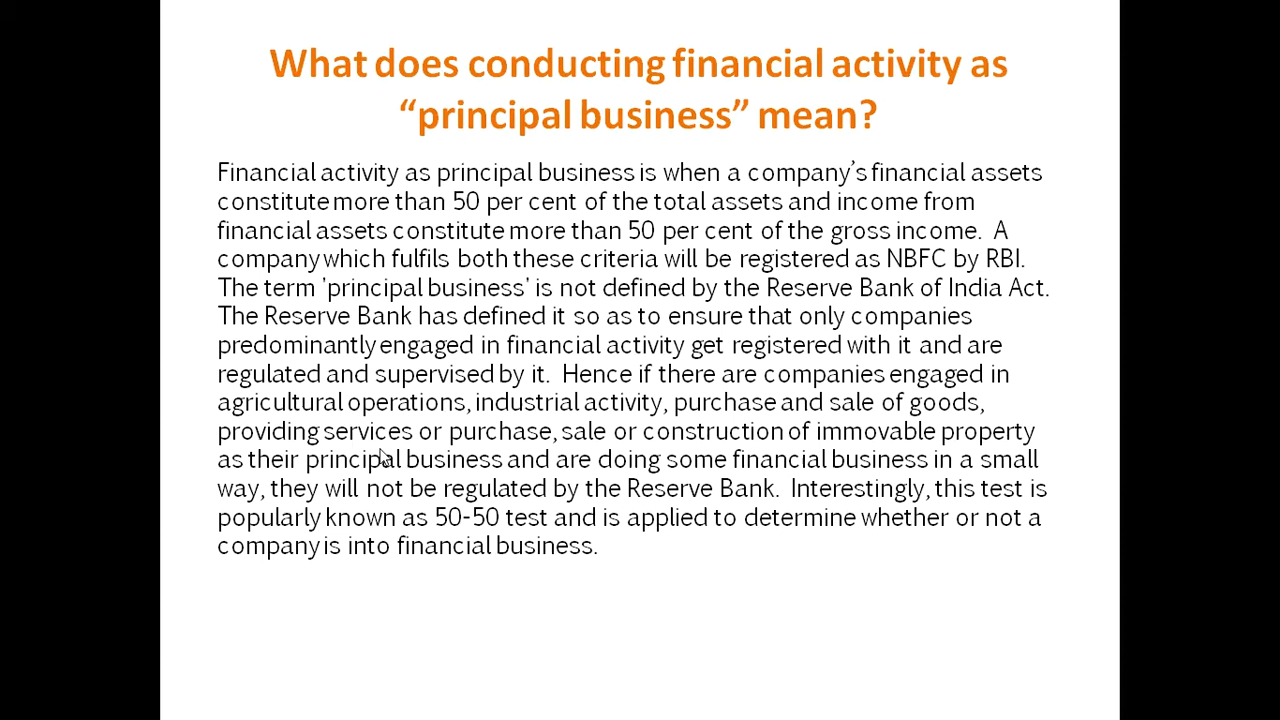 What does conducting financial activity as
“principal business” mean?
Financial activity as principal business is when a company’s financial assets
constitute more than 50 per cent of the total assets and income from
financial assets constitute more than 50 per cent of the gross income.  A
company which fulfils both these criteria will be registered as NBFC by RBI.
The term 'principal business' is not defined by the Reserve Bank of India Act.
The Reserve Bank has defined it so as to ensure that only companies
predominantly engaged in financial activity get registered with it and are
regulated and supervised by it.  Hence if there are companies engaged in
agricultural operations, industrial activity, purchase and sale of goods,
providing services or purchase, sale or construction of immovable property
as their principal business and are doing some financial business in a small
way, they will not be regulated by the Reserve Bank.  Interestingly, this test is
popularly known as 50-50 test and is applied to determine whether or not a
company is into financial business.